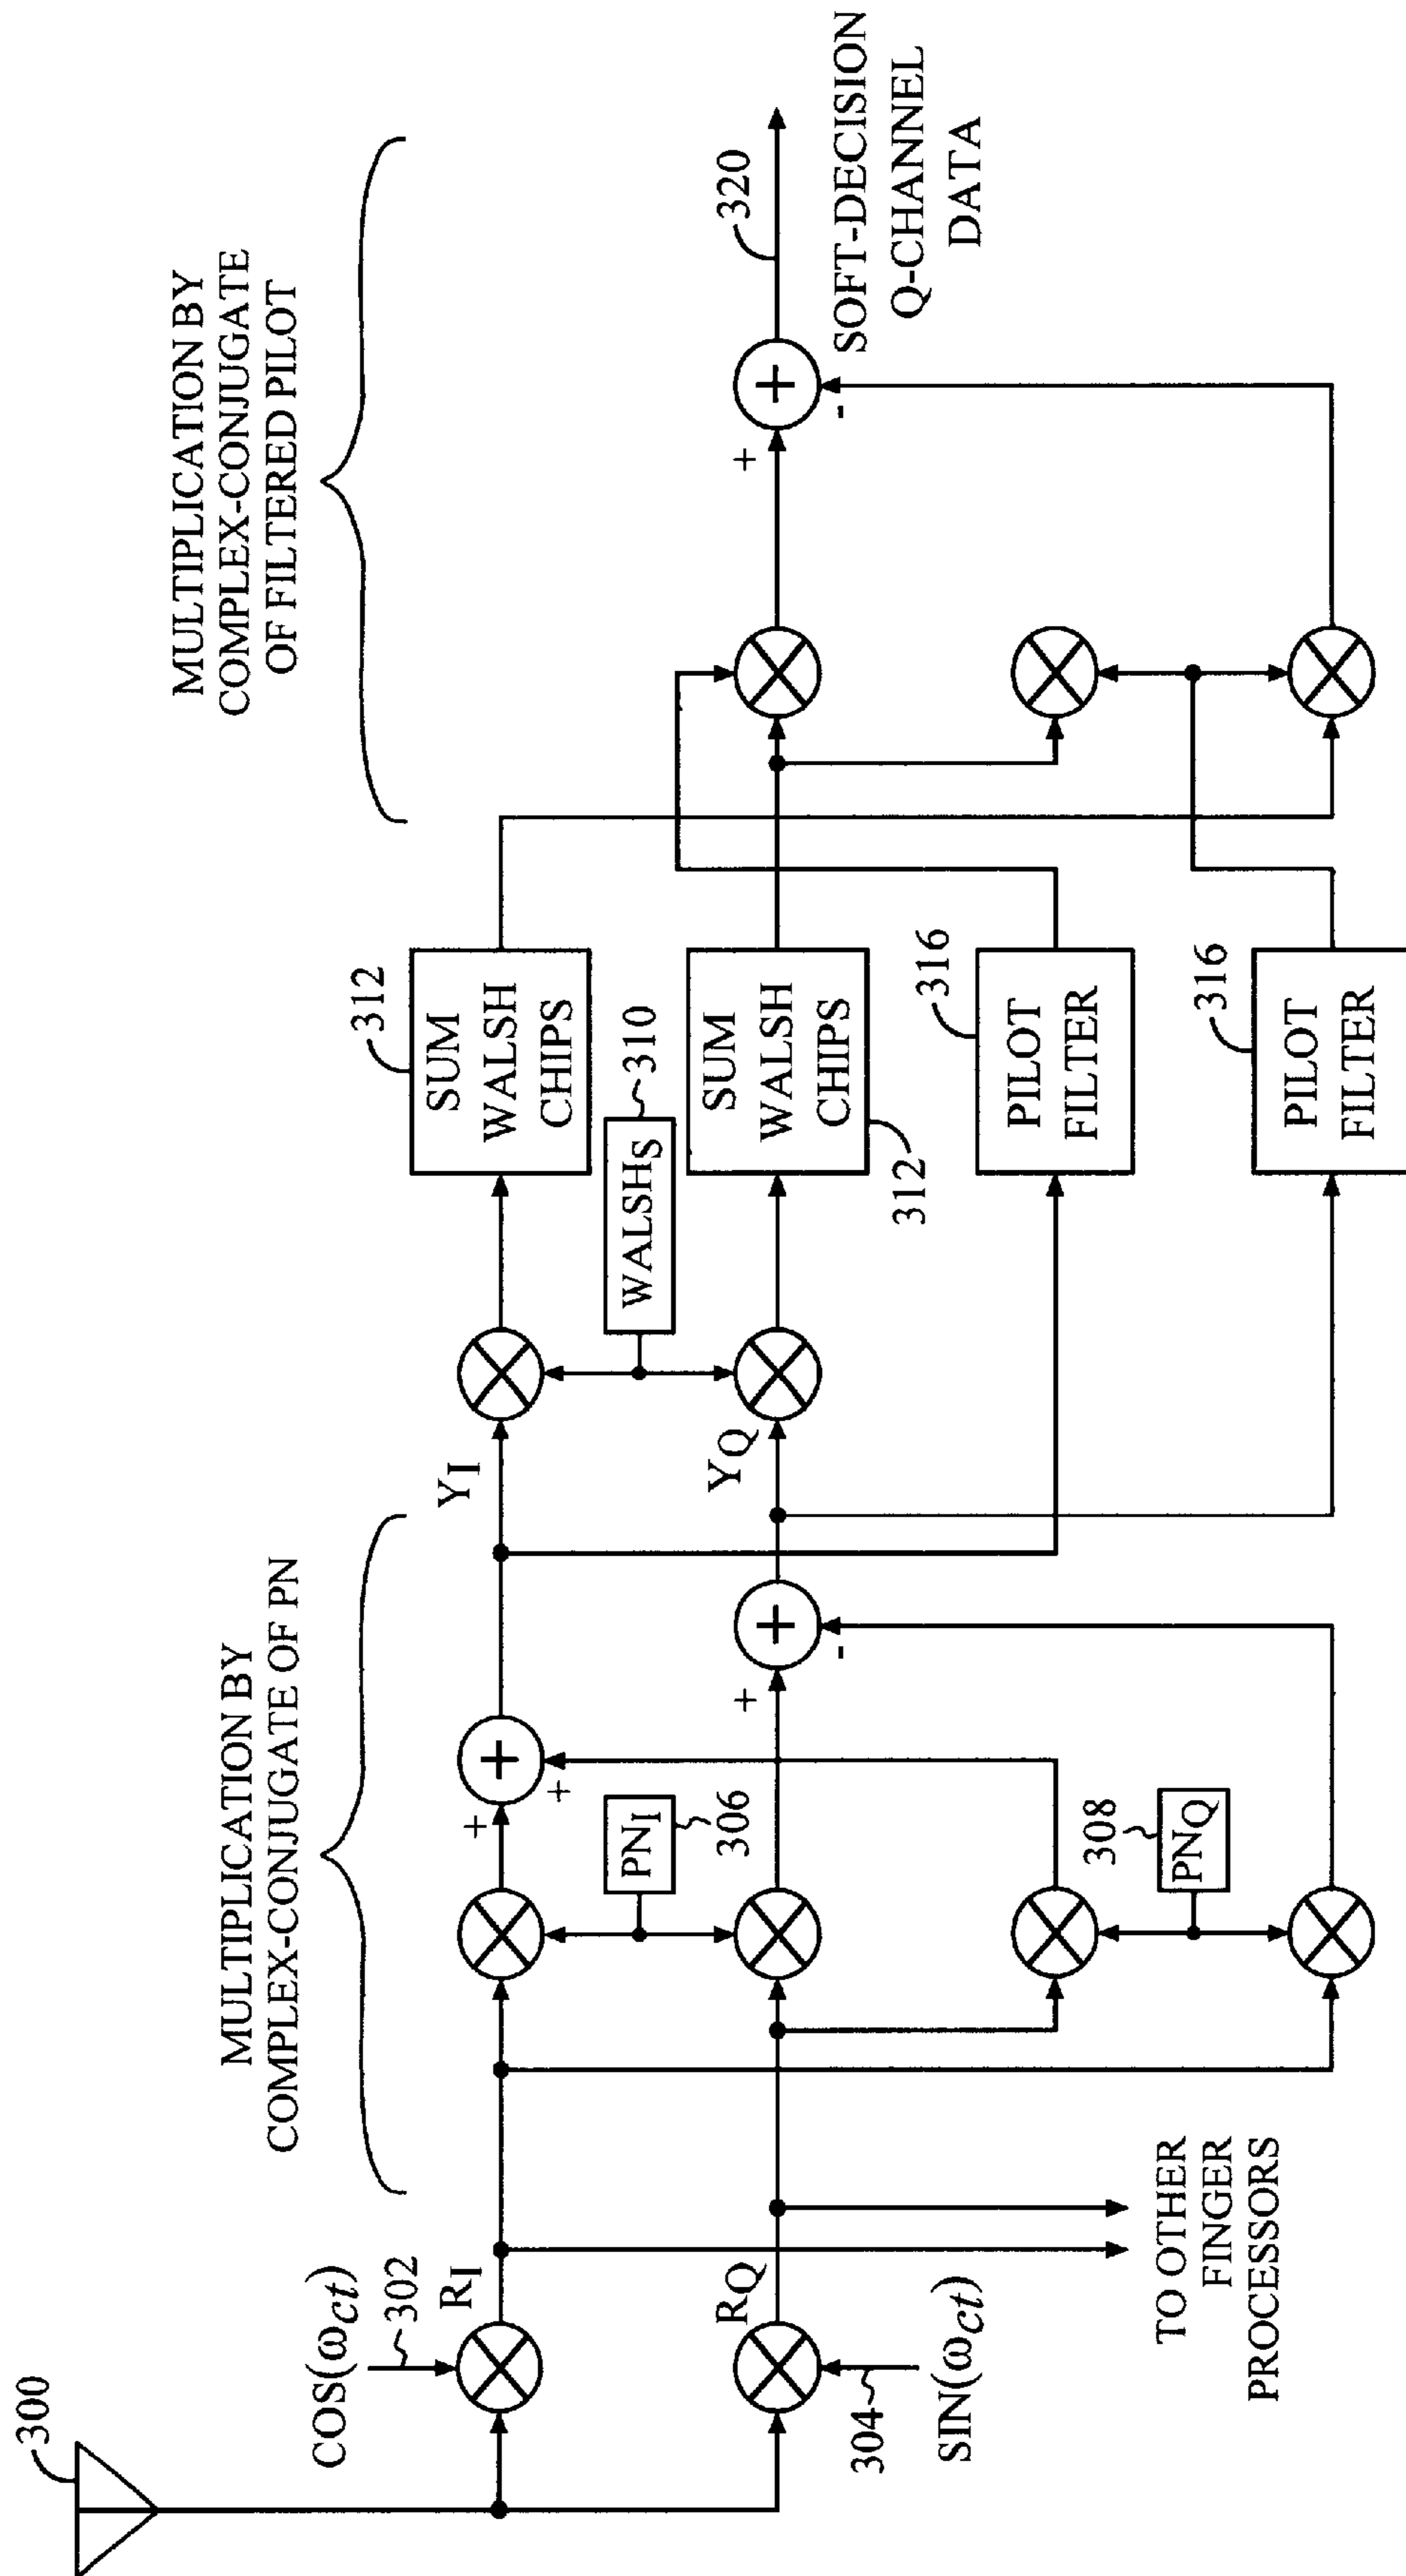 300
COS(ωct)
302
RI
RQ
304
SIN(ωct)
TO OTHER
FINGER
PROCESSORS
MULTIPLICATION BY
COMPLEX-CONJUGATE OF PN
+
+
+
PNI
306
308
PNQ
+
+
-
YI
YQ
WALSHS
310
312
SUM
WALSH
CHIPS
SUM
WALSH
CHIPS
312
316
PILOT
FILTER
316
PILOT
FILTER
MULTIPLICATION BY
COMPLEX-CONJUGATE
OF FILTERED PILOT
+
+
-
320
SOFT-DECISION
Q-CHANNEL
DATA